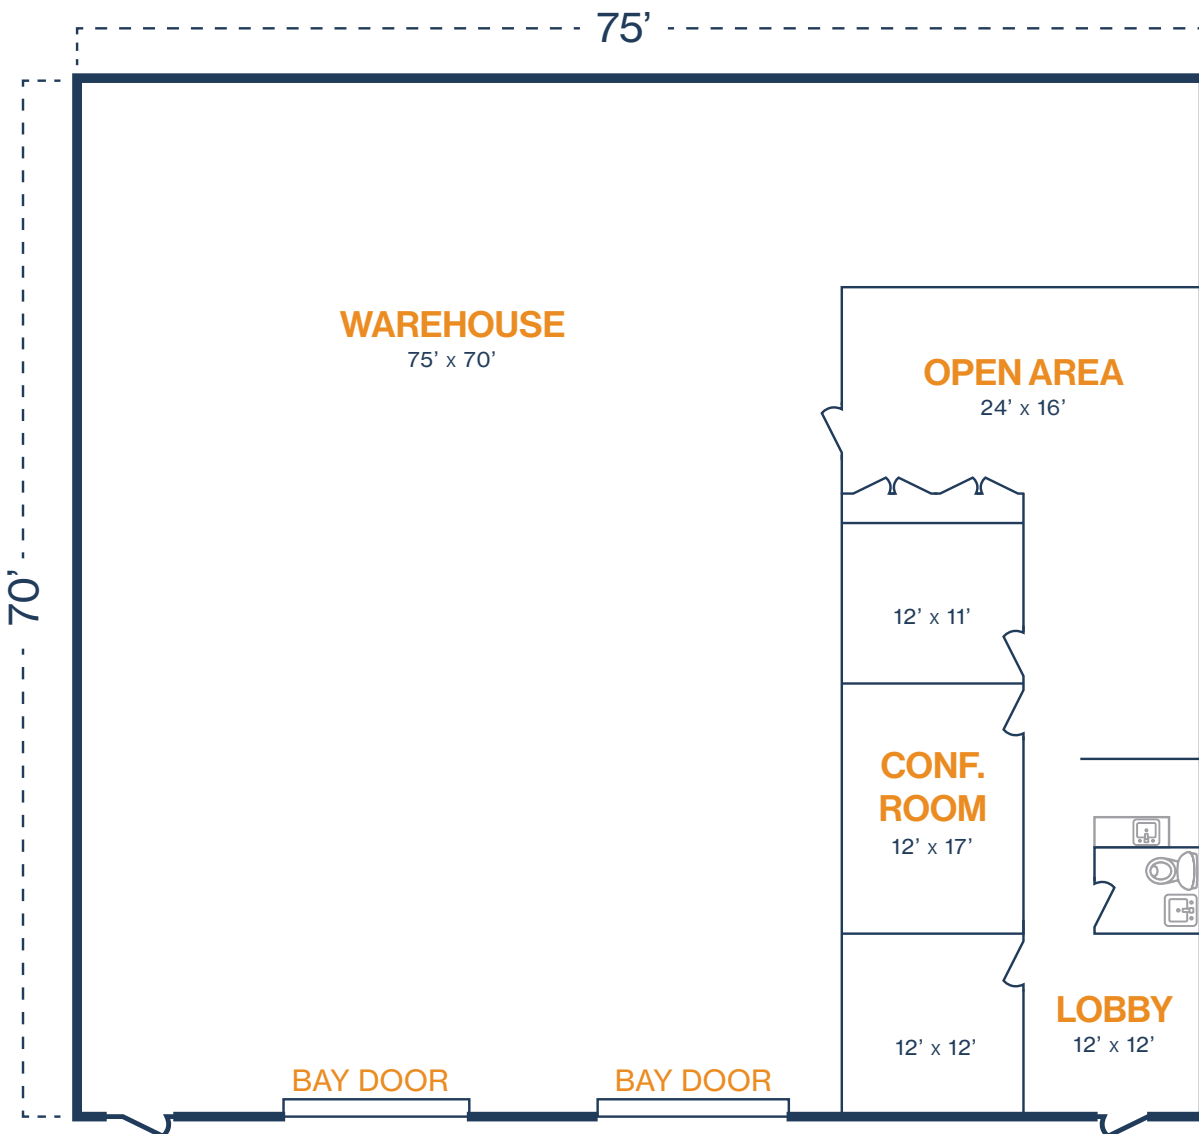 75’
70’
WAREHOUSE
75’ x 70’
OPEN AREA
24’ x 16’
12’ x 11’
CONF.
ROOM
12’ x 17’
LOBBY
12’ x 12’
12’ x 12’
BAY DOOR
BAY DOOR